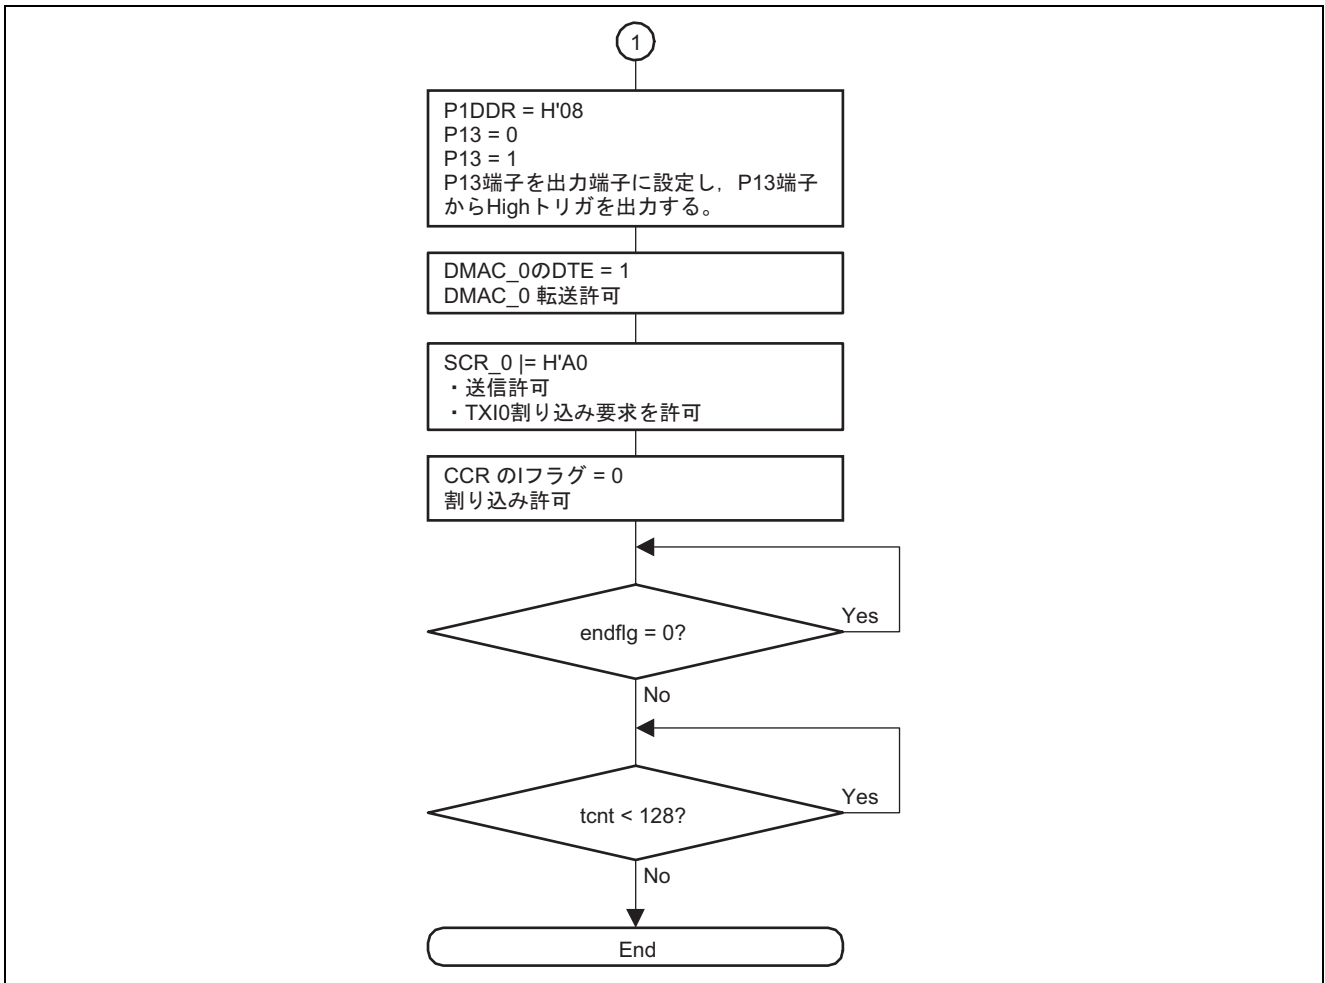 1
P1DDR = H'08
P13 = 0
P13 = 1
P13端子を出力端子に設定し，P13端子
からHighトリガを出力する。
DMAC_0のDTE = 1
DMAC_0 転送許可
SCR_0 |= H'A0
・送信許可
・TXI0割り込み要求を許可
CCR のIフラグ = 0
割り込み許可
Yes
endflg = 0?
No
Yes
tcnt < 128?
No
End